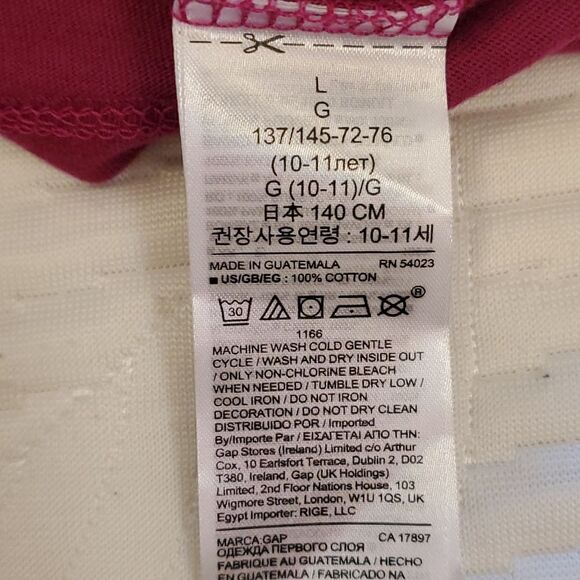 L
G
137/145-72-76
(10-11лет)
G (10-11)/G
日本 140 CM
권장사용연령 : 10-11세
MADE IN GUATEMALA RN 54023
■ US/GB/EG : 100% COTTON
30 ®
1166
MACHINE WASH COLD GENTLE
CYCLE / WASH AND DRY INSIDE OUT
/ ONLY NON-CHLORINE BLEACH
WHEN NEEDED / TUMBLE DRY LOW /
COOL IRON / DO NOT IRON
DECORATION / DO NOT DRY CLEAN
DISTRIBUIDO POR / Imported
By/Importe Par / ΕΙΣΑΓΕΤΑΙ ΑΠΟ ΤΗΝ:
Gap Stores (Ireland) Limited c/o Arthur
Cox, 10 Earlsfort Terrace, Dublin 2, D02
T380, Ireland, Gap (UK Holdings)
Limited, 2nd Floor Nations House, 103
Wigmore Street, London, W1U 1QS, UK
Egypt Importer: RIGE, LLC
MARCA:GAP CA 17897
ОДЕЖДА ПЕРВОГО СЛОЯ
FABRIQUE AU GUATEMALA / HECHO
EN GUATEMALA / FABRICADO NA